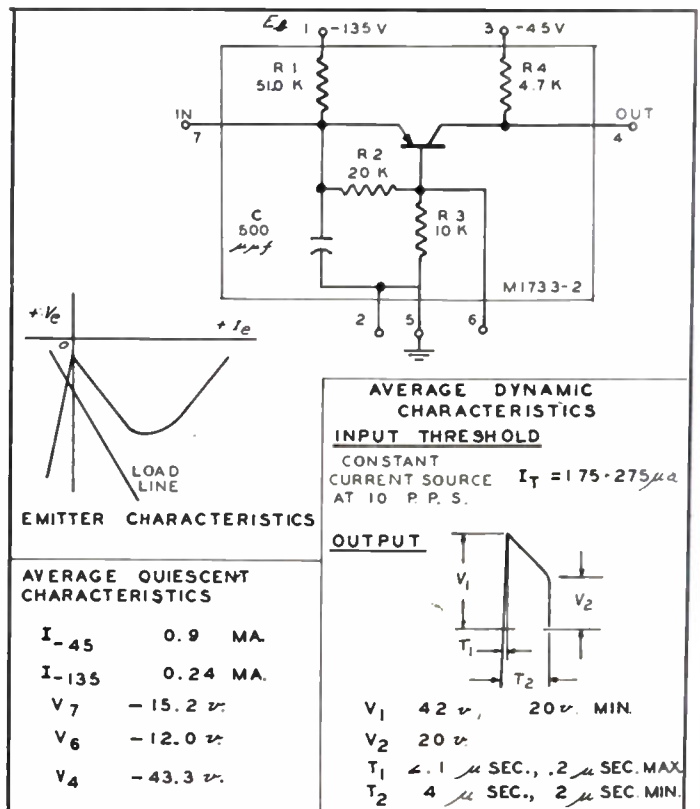 E_b 1 -135 V
3 -45 V
R 1
510 K
R 4
4.7 K
IN
7
OUT
4
R 2
20 K
C
500
μμf
R 3
10 K
M1733-2
2
5
6
+Ve
+ Ie
0
LOAD
LINE
EMITTER CHARACTERISTICS
AVERAGE QUIESCENT
CHARACTERISTICS
I-45 0.9 MA.
I-135 0.24 MA.
V7 -15.2 v.
V6 -12.0 v.
V4 -43.3 v.
AVERAGE DYNAMIC
CHARACTERISTICS
INPUT THRESHOLD
CONSTANT
CURRENT SOURCE
AT 10 P. P. S.
IT = 175-275 μa
OUTPUT
V1
V2
T1
T2
V1 42 v, 20 v. MIN.
V2 20 v.
T1 <.1 μ SEC., .2 μ SEC. MAX.
T2 4 μ SEC., 2 μ SEC. MIN.